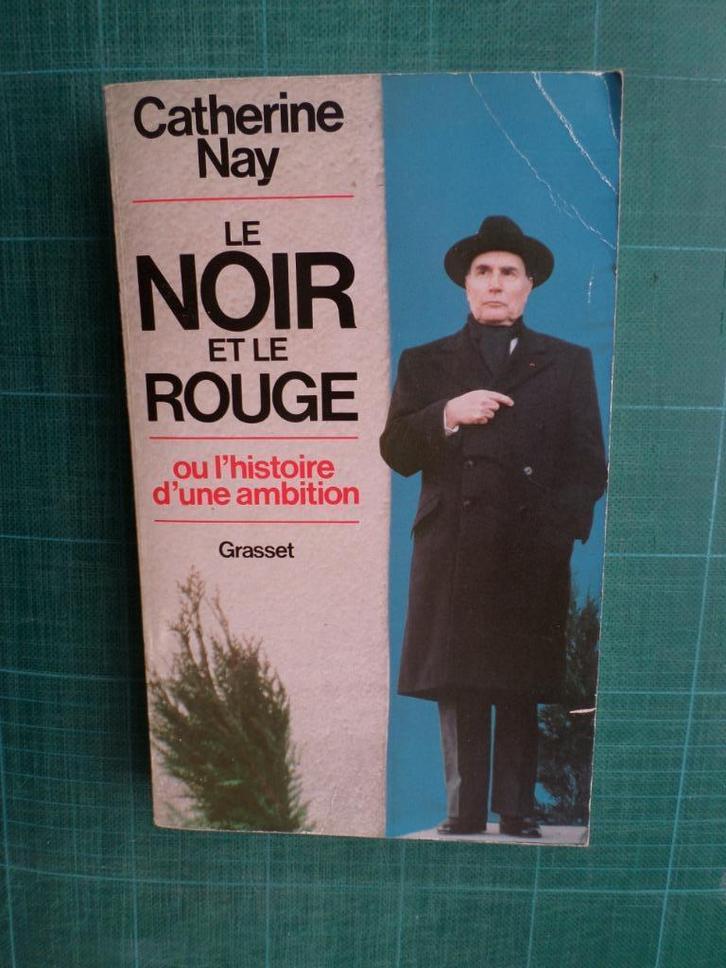 Catherine
Nay
LE
NOIR
ET LE
ROUGE
ou l'histoire
d'une ambition
Grasset